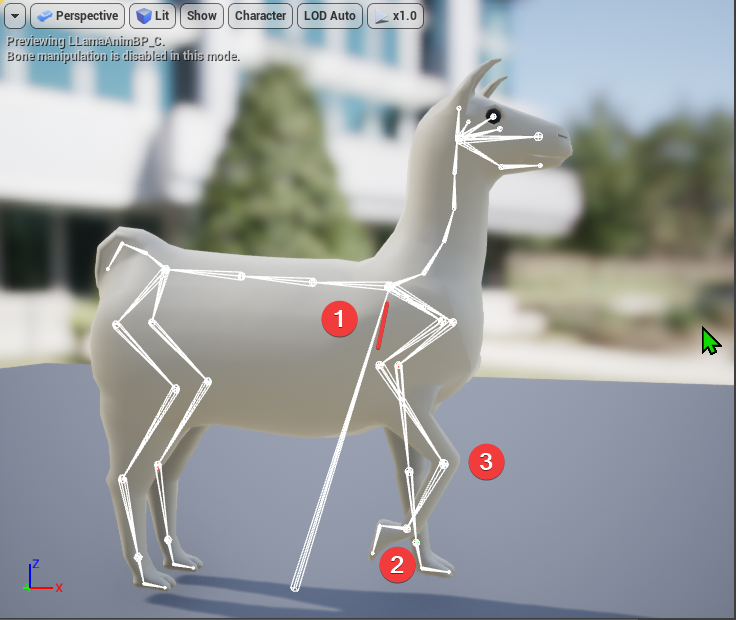 Perspective Lit Show Character LOD Auto x1.0
Previewing LLamaAnimBP_C.
Bone manipulation is disabled in this mode.
1
3
2
Z
X